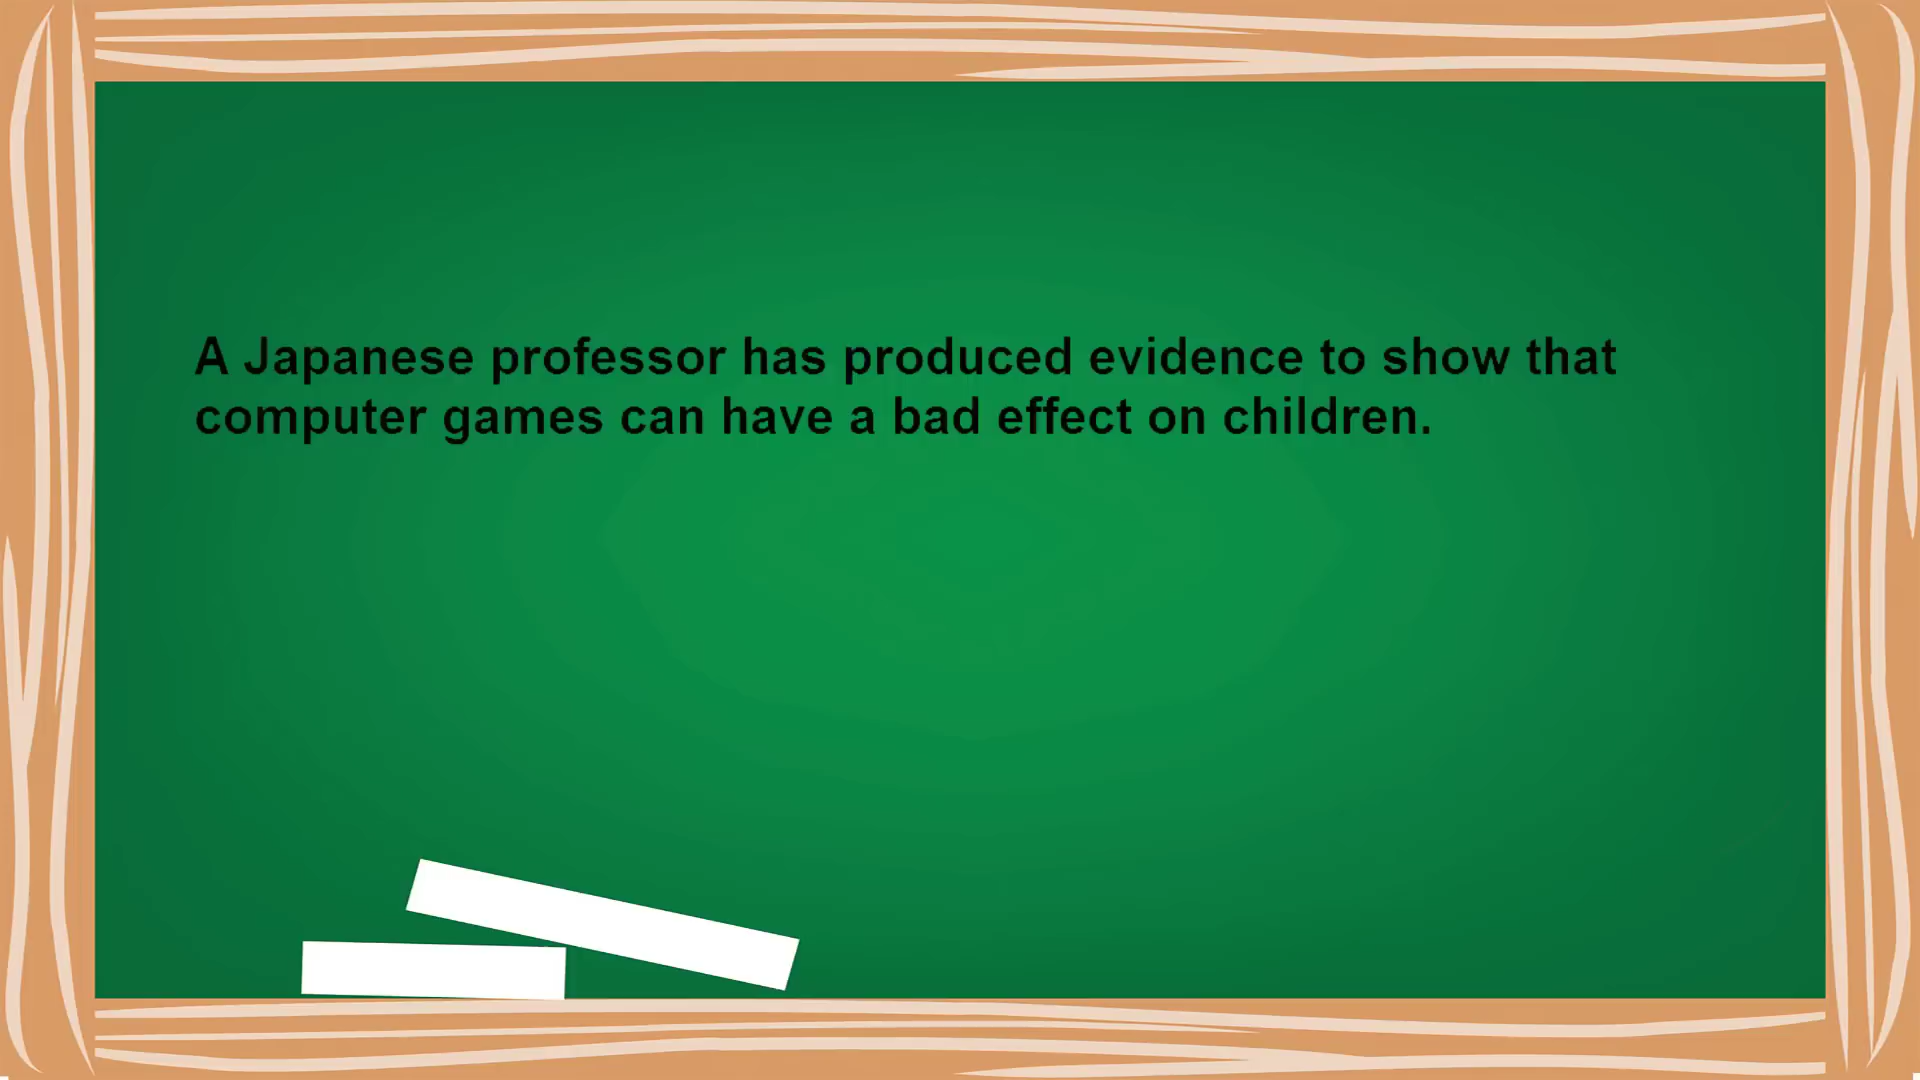 A Japanese professor has produced evidence to show that
computer games can have a bad effect on children.